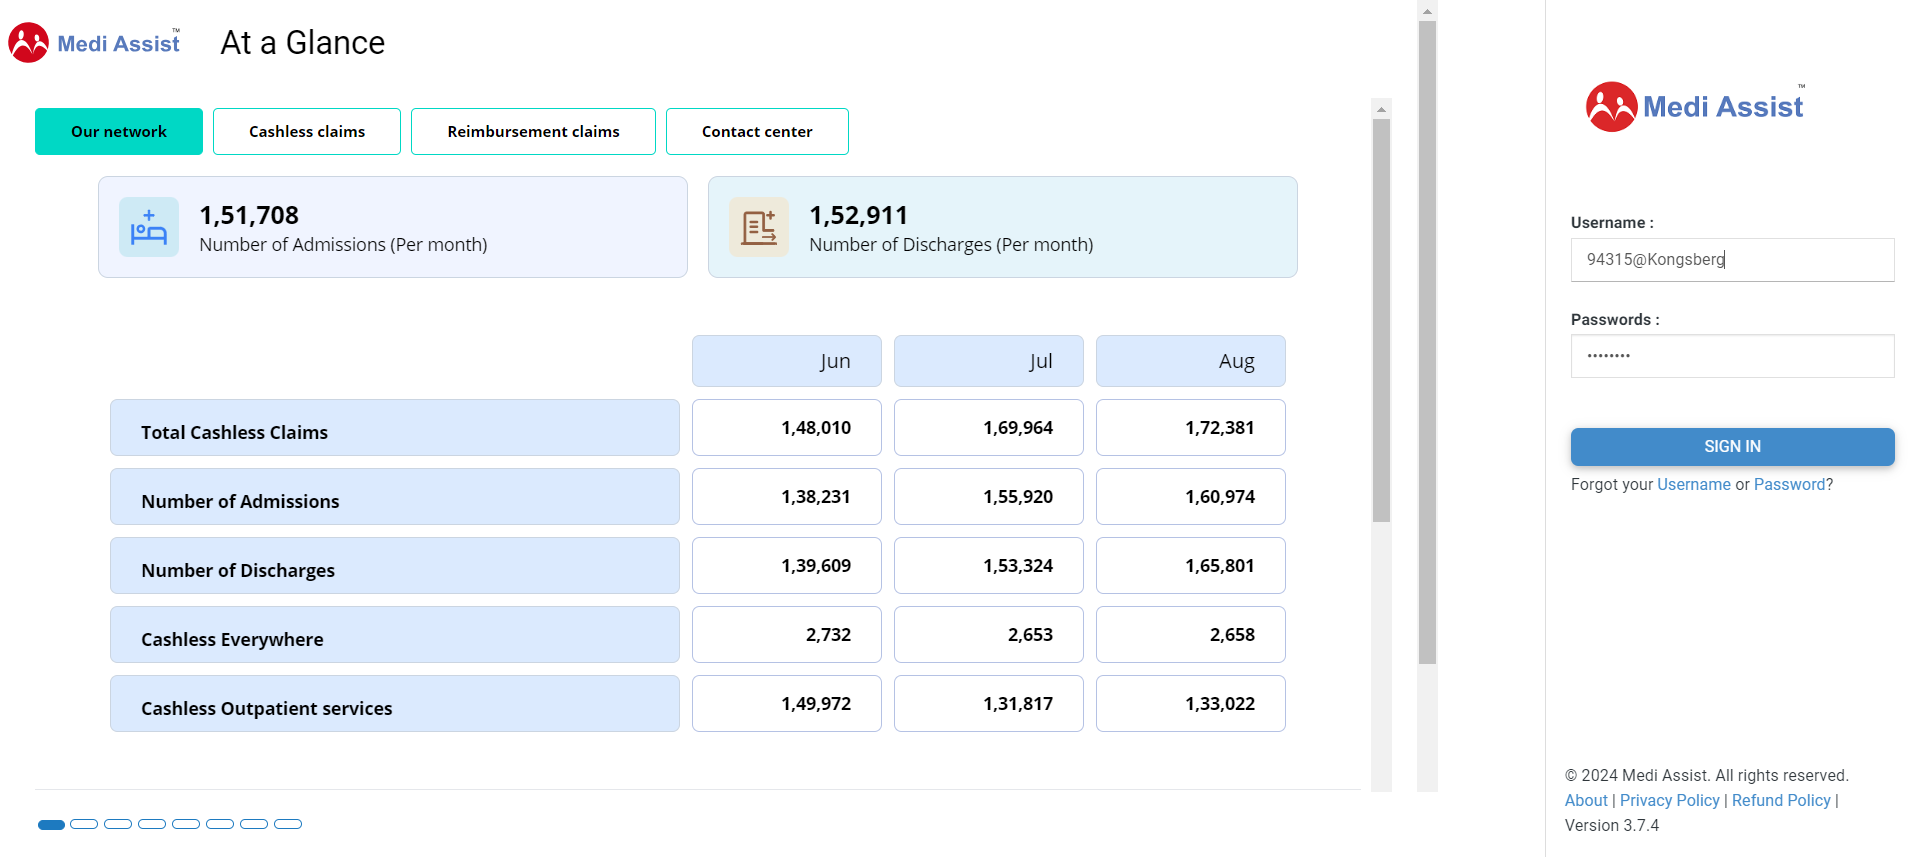 Medi Assist™ At a Glance
Our network Cashless claims Reimbursement claims Contact center
1,51,708
Number of Admissions (Per month)
1,52,911
Number of Discharges (Per month)
Jun Jul Aug
Total Cashless Claims 1,48,010 1,69,964 1,72,381
Number of Admissions 1,38,231 1,55,920 1,60,974
Number of Discharges 1,39,609 1,53,324 1,65,801
Cashless Everywhere 2,732 2,653 2,658
Cashless Outpatient services 1,49,972 1,31,817 1,33,022
Medi Assist™
Username :
94315@Kongsberg
Passwords :
••••••••
SIGN IN
Forgot your Username or Password?
© 2024 Medi Assist. All rights reserved.
About | Privacy Policy | Refund Policy |
Version 3.7.4